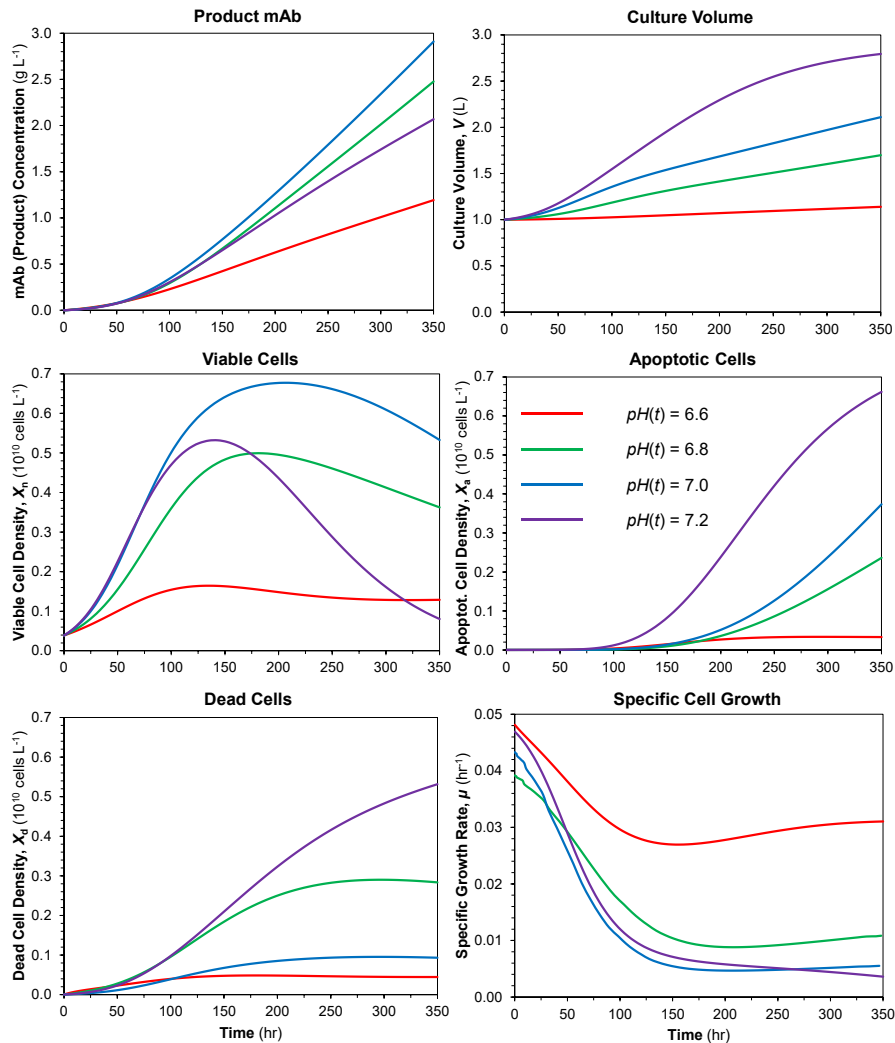 Product mAb
mAb (Product) Concentration (g L-1)
3.0
2.5
2.0
1.5
1.0
0.5
0.0
0 50 100 150 200 250 300 350
Culture Volume
Culture Volume, V (L)
3.0
2.5
2.0
1.5
1.0
0.5
0.0
0 50 100 150 200 250 300 350
Viable Cells
Viable Cell Density, Xn (10^10 cells L-1)
0.7
0.6
0.5
0.4
0.3
0.2
0.1
0.0
0 50 100 150 200 250 300 350
Apoptotic Cells
Apoptot. Cell Density, Xa (10^10 cells L-1)
0.7
0.6
0.5
0.4
0.3
0.2
0.1
0.0
pH(t) = 6.6
pH(t) = 6.8
pH(t) = 7.0
pH(t) = 7.2
0 50 100 150 200 250 300 350
Dead Cells
Dead Cell Density, Xd (10^10 cells L-1)
0.7
0.6
0.5
0.4
0.3
0.2
0.1
0.0
0 50 100 150 200 250 300 350
Time (hr)
Specific Cell Growth
Specific Growth Rate, μ (hr-1)
0.05
0.04
0.03
0.02
0.01
0.00
0 50 100 150 200 250 300 350
Time (hr)